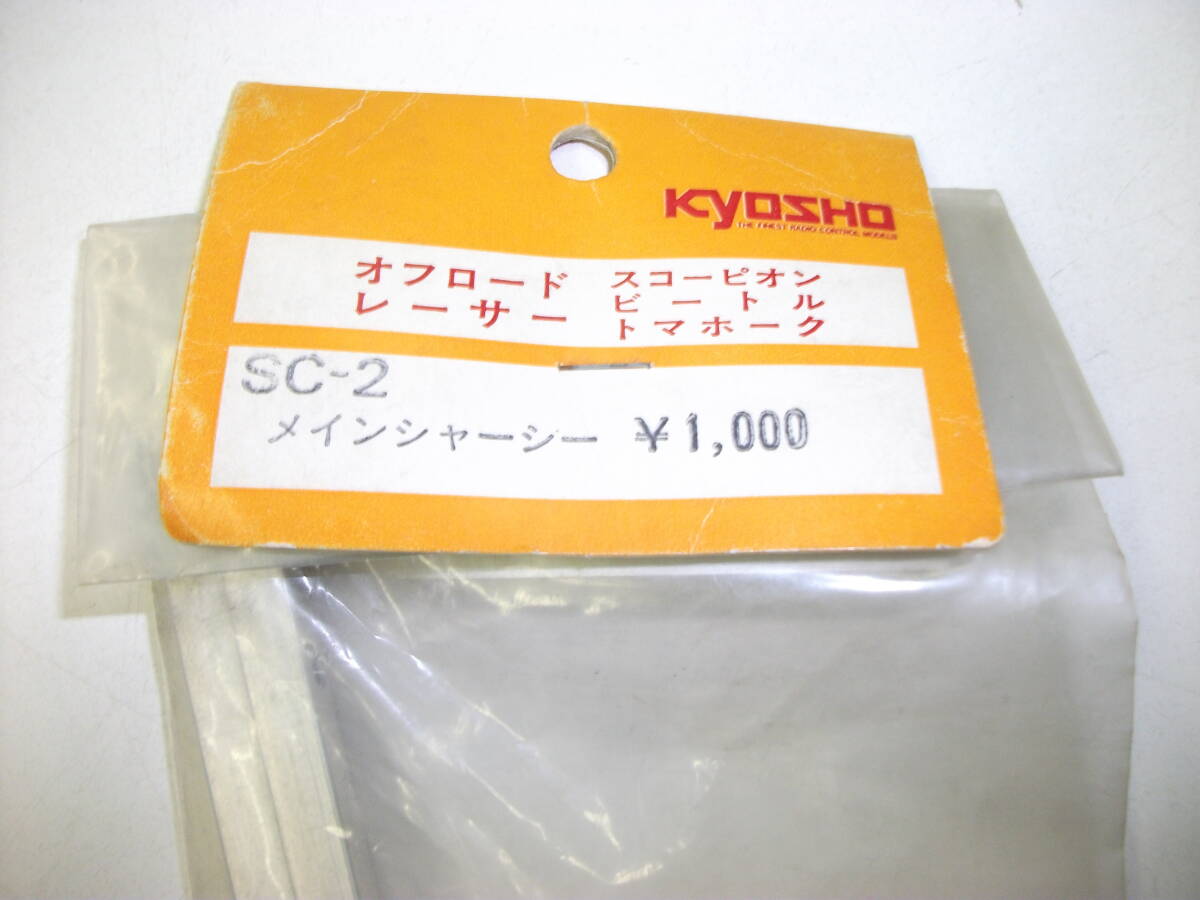 KYOSHO
THE FINEST RADIO CONTROL MODELS
オフロード
レーサー
スコーピオン
ビートル
トマホーク
SC-2
メインシャーシー ¥1,000